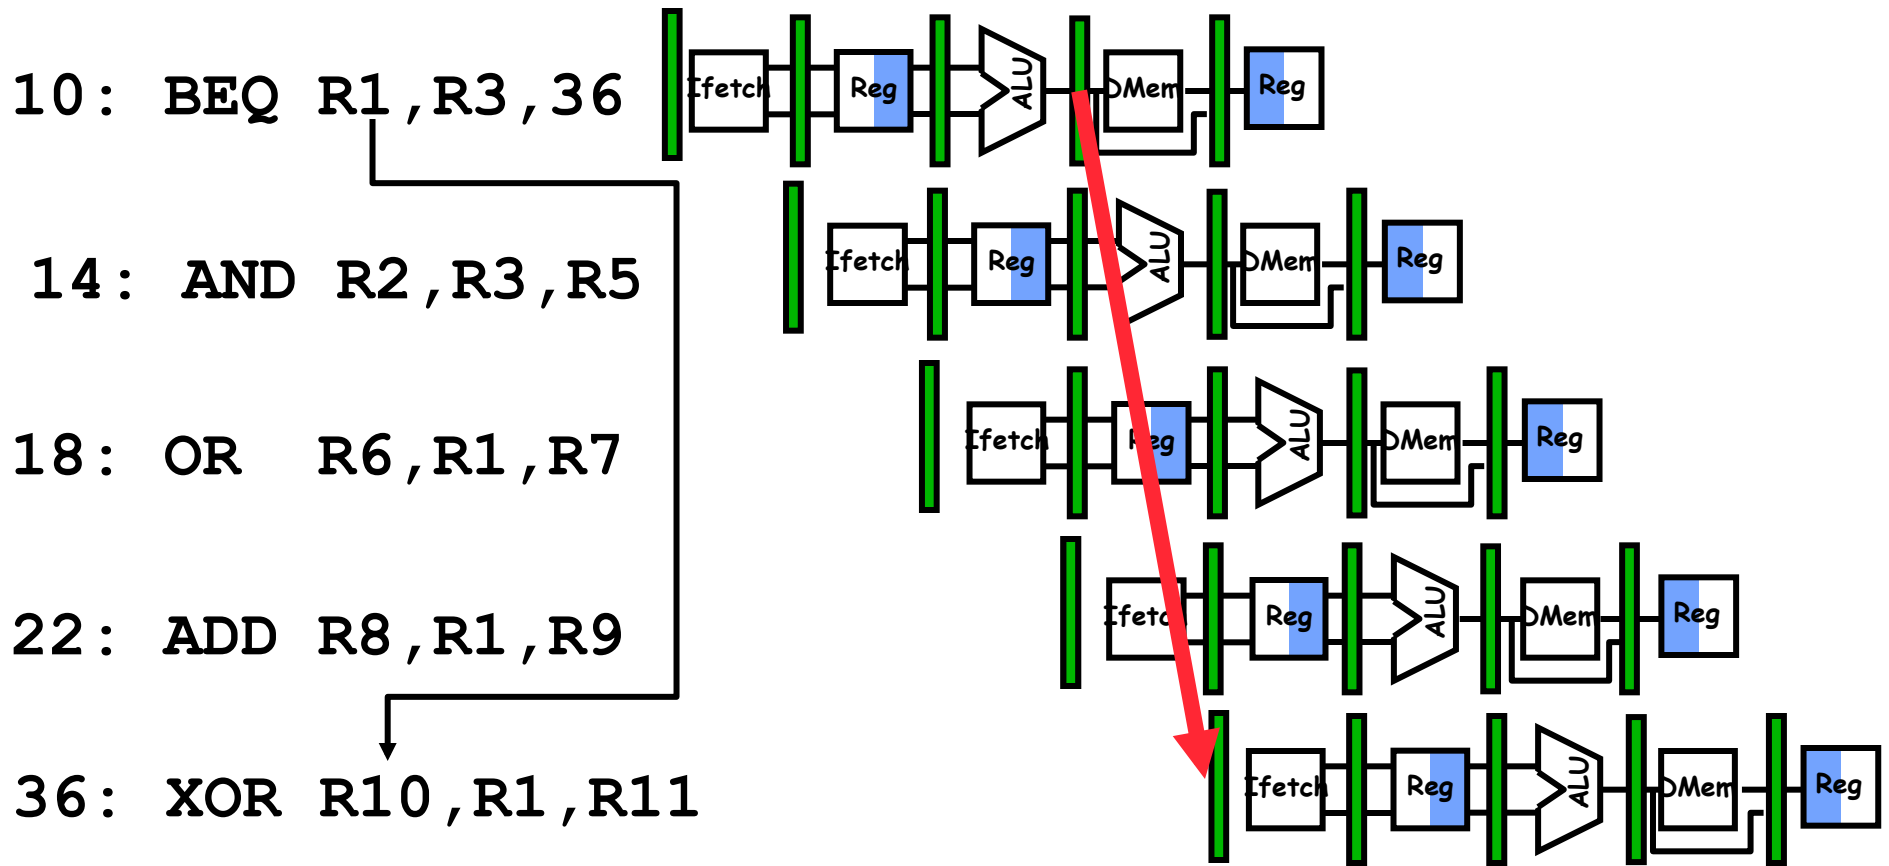 10: BEQ R1,R3,36 Ifetch Reg ALU DMem Reg
14: AND R2,R3,R5 Ifetch Reg ALU DMem Reg
18: OR R6,R1,R7 Ifetch Reg ALU DMem Reg
22: ADD R8,R1,R9 Ifetch Reg ALU DMem Reg
36: XOR R10,R1,R11 Ifetch Reg ALU DMem Reg